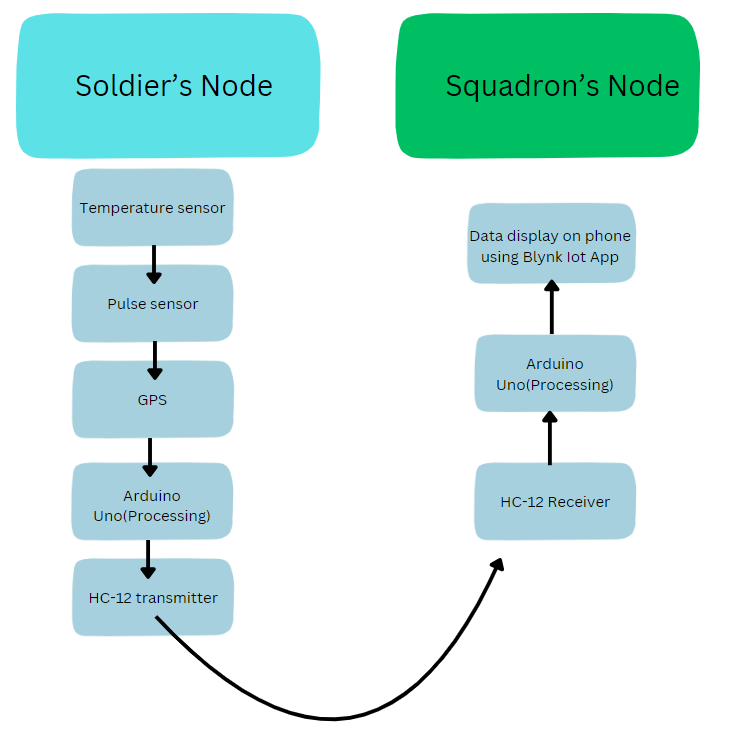 Soldier’s Node
Squadron’s Node
Temperature sensor
Pulse sensor
GPS
Arduino
Uno(Processing)
HC-12 transmitter
Data display on phone
using Blynk Iot App
Arduino
Uno(Processing)
HC-12 Receiver